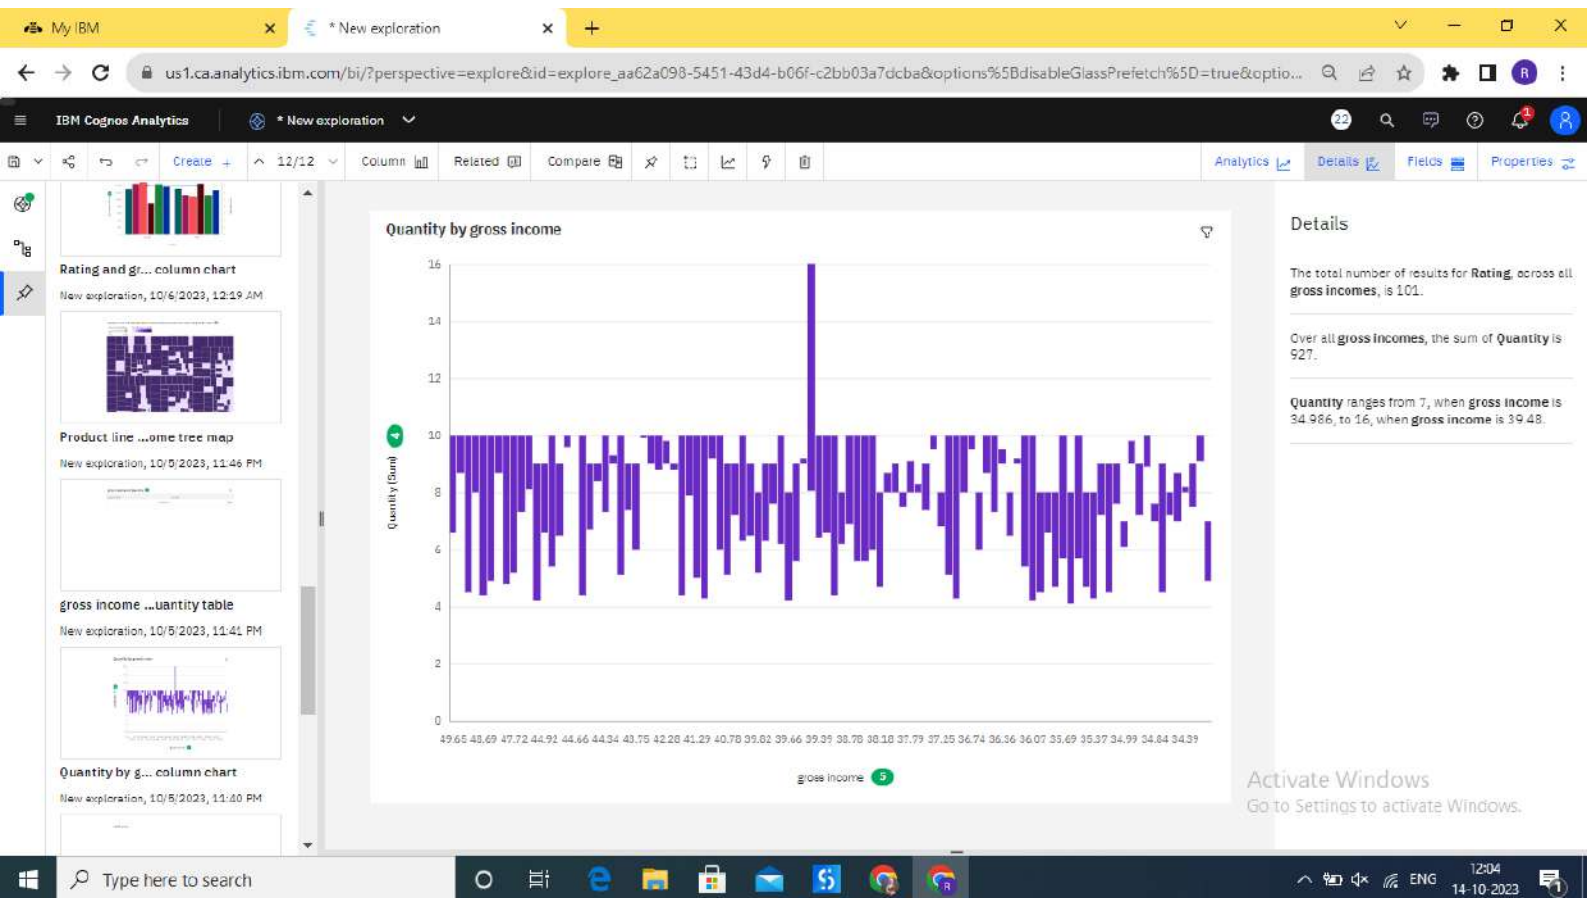 My IBM
* New exploration
us1.ca.analytics.ibm.com/bi/?perspective=explore&id=explore_aa62a098-5451-43d4-b06f-c2bb03a7dcba&options%5BdisableGlassPrefetch%5D=true&optio...
R
IBM Cognos Analytics
* New exploration
22
1
Create +
12/12
Column
Related
Compare
Analytics
Details
Fields
Properties
Rating and gr... column chart
New exploration, 10/6/2023, 12:19 AM
Product line ...ome tree map
New exploration, 10/5/2023, 11:46 PM
gross income ...uantity table
New exploration, 10/5/2023, 11:41 PM
Quantity by g... column chart
New exploration, 10/5/2023, 11:40 PM
Quantity by gross income
16
14
12
10
8
6
4
2
0
Quantity (Sum)
4
49.65 48.69 47.72 44.92 44.66 44.34 43.75 42.28 41.29 40.78 39.82 39.66 39.39 38.78 38.18 37.79 37.25 36.74 36.36 36.07 35.69 35.37 34.99 34.84 34.39
gross income 5
Details
The total number of results for Rating, across all
gross incomes, is 101.
Over all gross incomes, the sum of Quantity is
927.
Quantity ranges from 7, when gross income is
34.986, to 16, when gross income is 39.48.
Activate Windows
Go to Settings to activate Windows.
Type here to search
ENG
12:04
14-10-2023
1